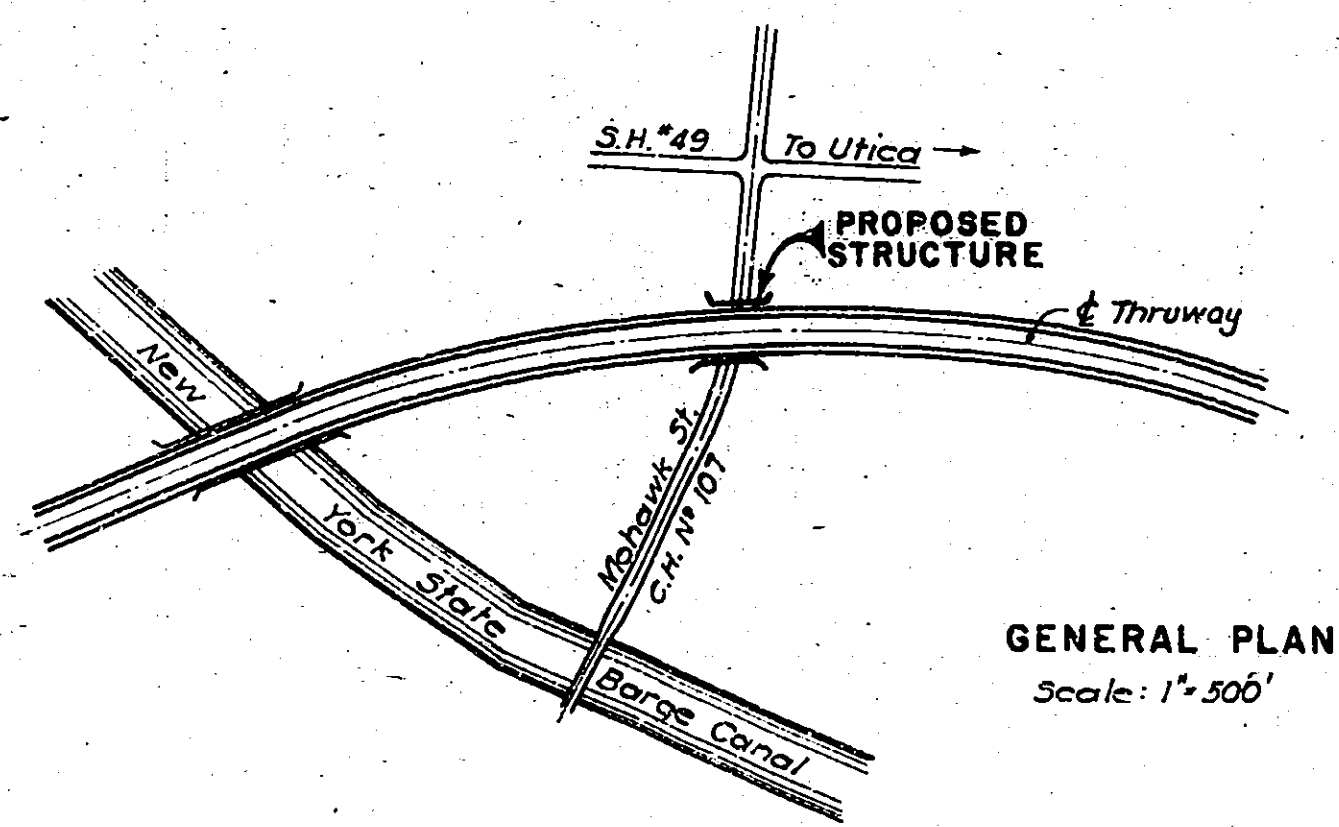 S.H. #49
To Utica
PROPOSED
STRUCTURE
℄ Thruway
New York State Barge Canal
Mohawk St.
C.H. Nº 107
GENERAL PLAN
Scale: 1"=500'